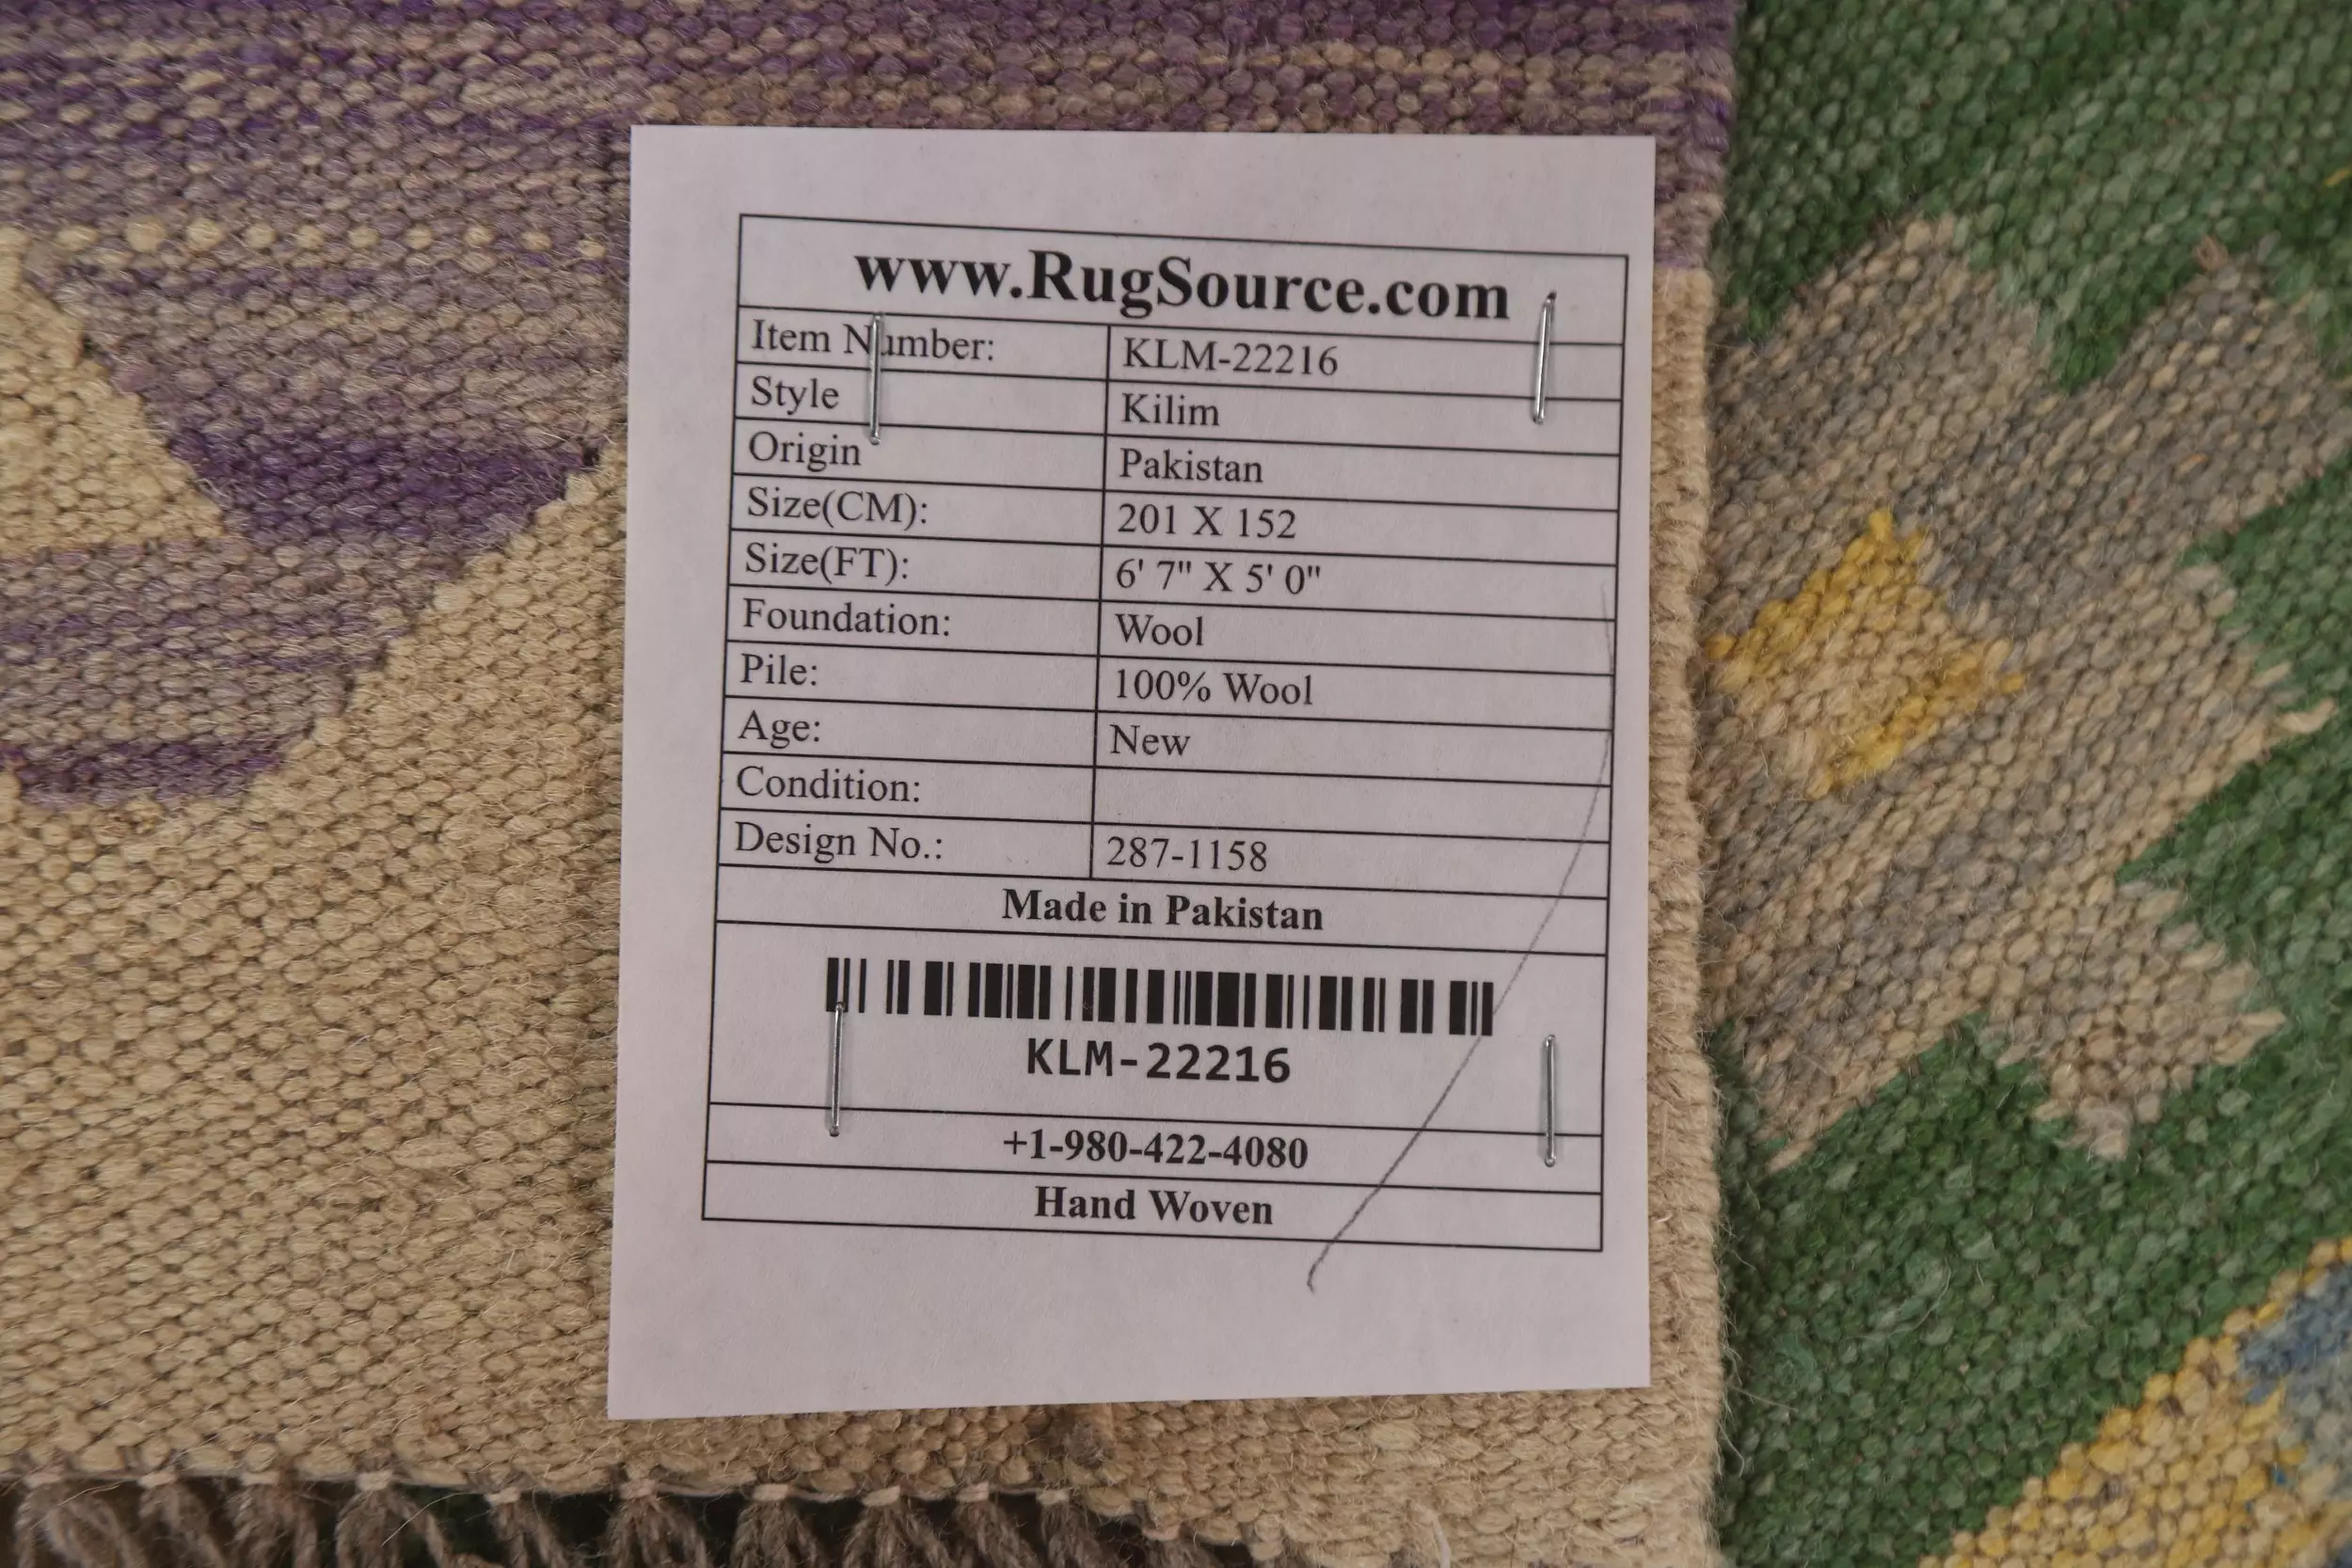 www.RugSource.com
Item Number: KLM-22216
Style Kilim
Origin Pakistan
Size(CM): 201 X 152
Size(FT): 6' 7" X 5' 0"
Foundation: Wool
Pile: 100% Wool
Age: New
Condition:
Design No.: 287-1158
Made in Pakistan
KLM-22216
+1-980-422-4080
Hand Woven